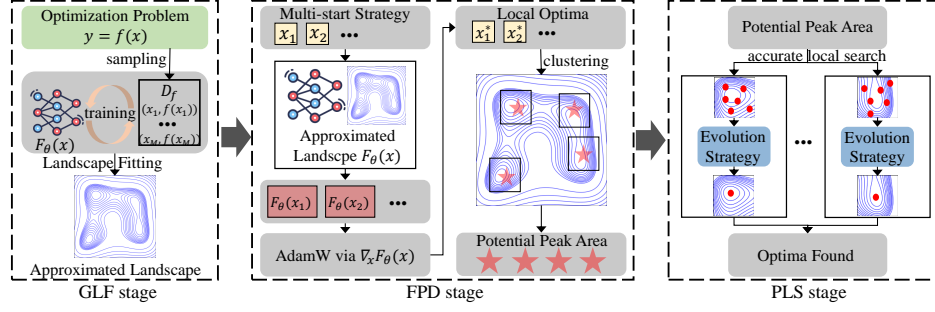 Optimization Problem
y = f(x)
sampling
D_f
(x_1, f(x_1))
•••
(x_M, f(x_M))
training
F_θ(x)
Landscape Fitting
Approximated Landscape
GLF stage
Multi-start Strategy
x_1 x_2 •••
Approximated
Landscpe F_θ(x)
F_θ(x_1) F_θ(x_2) •••
AdamW via ∇_x F_θ(x)
Local Optima
x_1^* x_2^* •••
clustering
Potential Peak Area
FPD stage
Potential Peak Area
accurate local search
Evolution
Strategy
•••
Evolution
Strategy
Optima Found
PLS stage